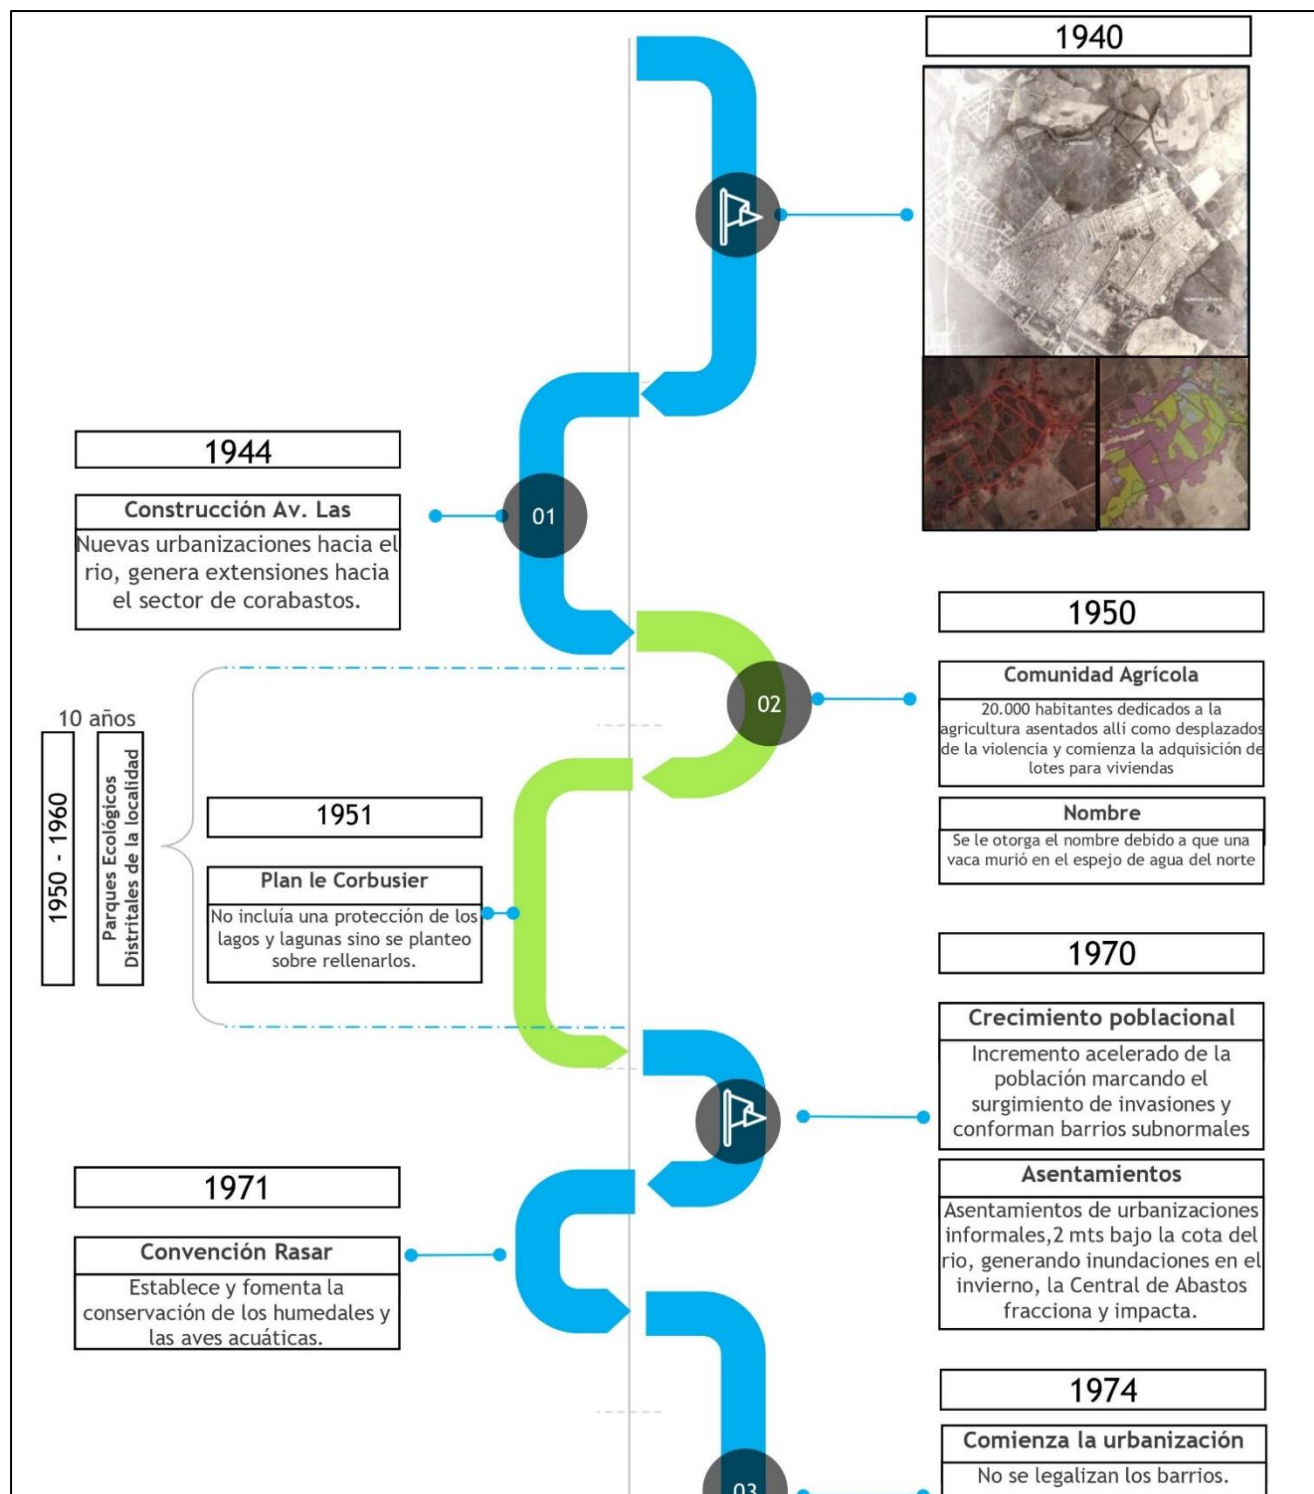 1940
1944
Construcción Av. Las
Nuevas urbanizaciones hacia el
rio, genera extensiones hacia
el sector de corabastos.
01
1950
Comunidad Agrícola
20.000 habitantes dedicados a la
agricultura asentados allí como desplazados
de la violencia y comienza la adquisición de
lotes para viviendas
Nombre
Se le otorga el nombre debido a que una
vaca murió en el espejo de agua del norte
02
10 años
1950 - 1960
Parques Ecológicos
Distritales de la localidad
1951
Plan le Corbusier
No incluía una protección de los
lagos y lagunas sino se planteo
sobre rellenarlos.
1970
Crecimiento poblacional
Incremento acelerado de la
población marcando el
surgimiento de invasiones y
conforman barrios subnormales
Asentamientos
Asentamientos de urbanizaciones
informales,2 mts bajo la cota del
rio, generando inundaciones en el
invierno, la Central de Abastos
fracciona y impacta.
1971
Convención Rasar
Establece y fomenta la
conservación de los humedales y
las aves acuáticas.
1974
Comienza la urbanización
No se legalizan los barrios.
03